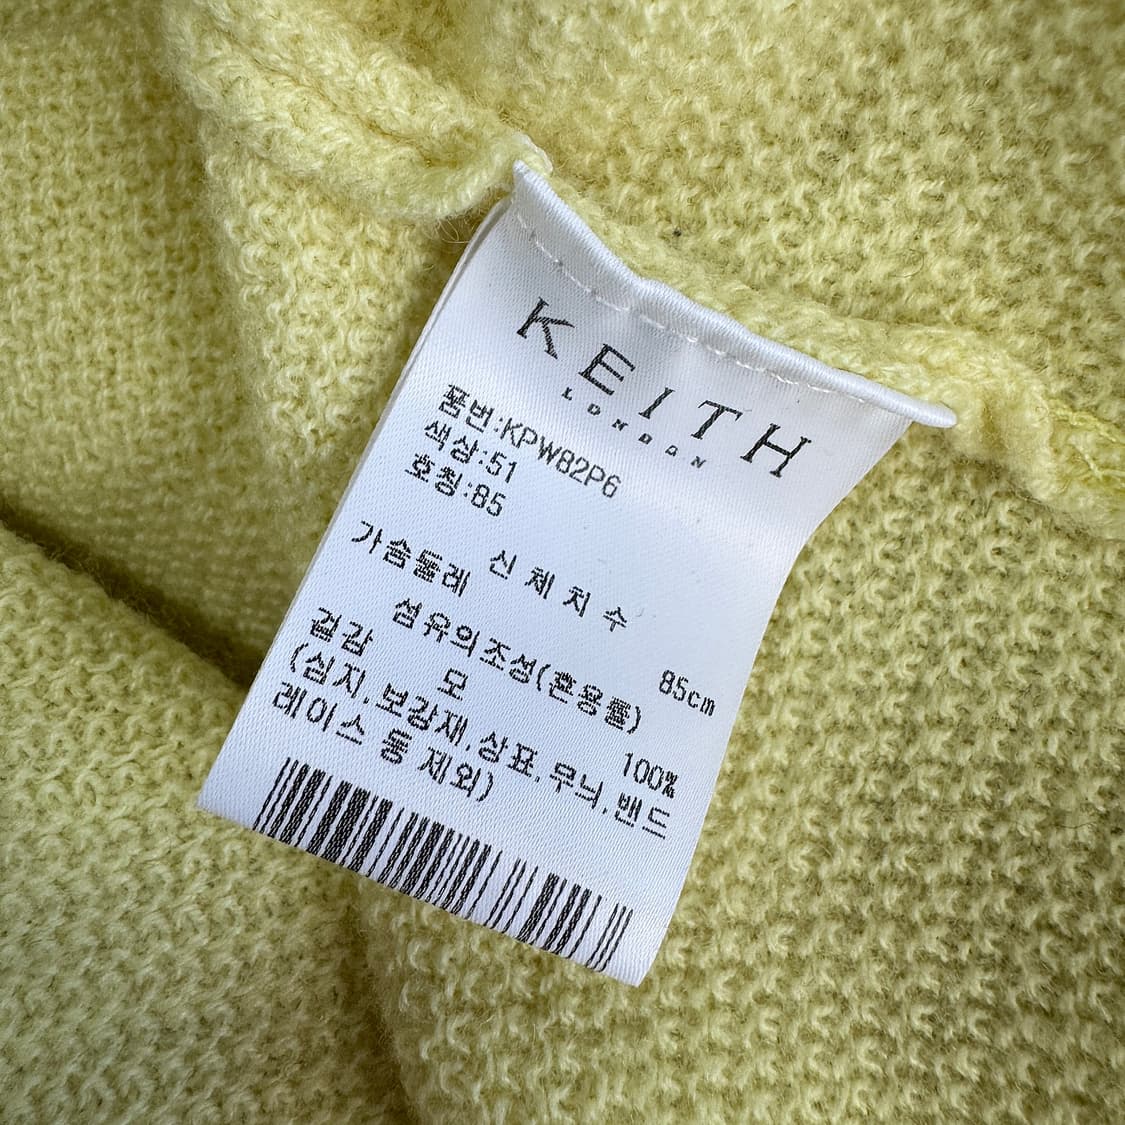 KEITH
LONDON
품번:KPW82P6
색상:51
호칭:85
신체치수
가슴둘레 85cm
섬유의조성(혼용률)
겉감 모 100%
(심지,보강재,상표,무늬,밴드
레이스 등 제외)